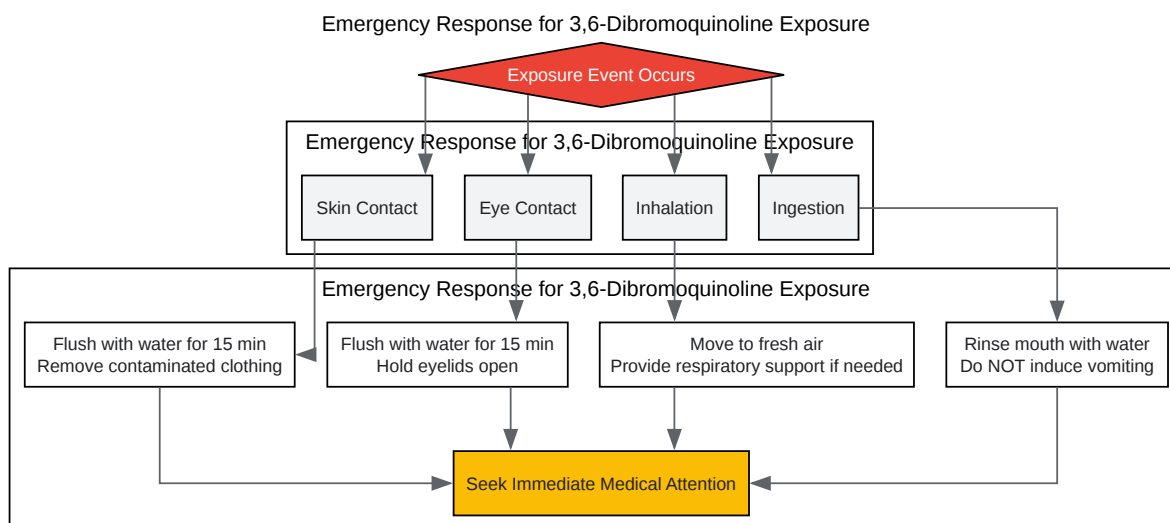 Emergency Response for 3,6-Dibromoquinoline Exposure
Exposure Event Occurs
Emergency Response for 3,6-Dibromoquinoline Exposure
Skin Contact
Eye Contact
Inhalation
Ingestion
Emergency Response for 3,6-Dibromoquinoline Exposure
Flush with water for 15 min
Remove contaminated clothing
Flush with water for 15 min
Hold eyelids open
Move to fresh air
Provide respiratory support if needed
Rinse mouth with water
Do NOT induce vomiting
Seek Immediate Medical Attention